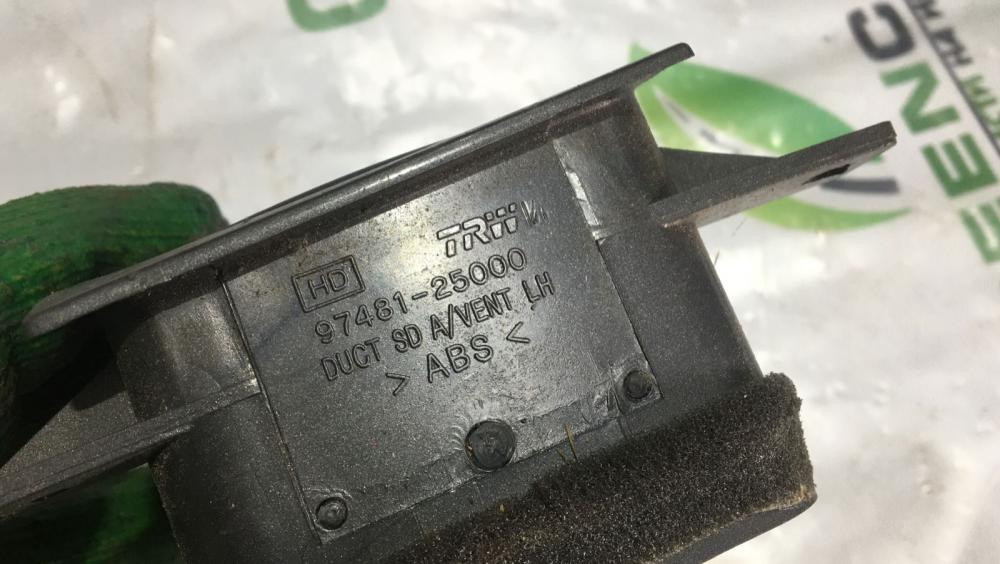 TRW
HD
97481-25000
DUCT SD A/VENT LH
>ABS<